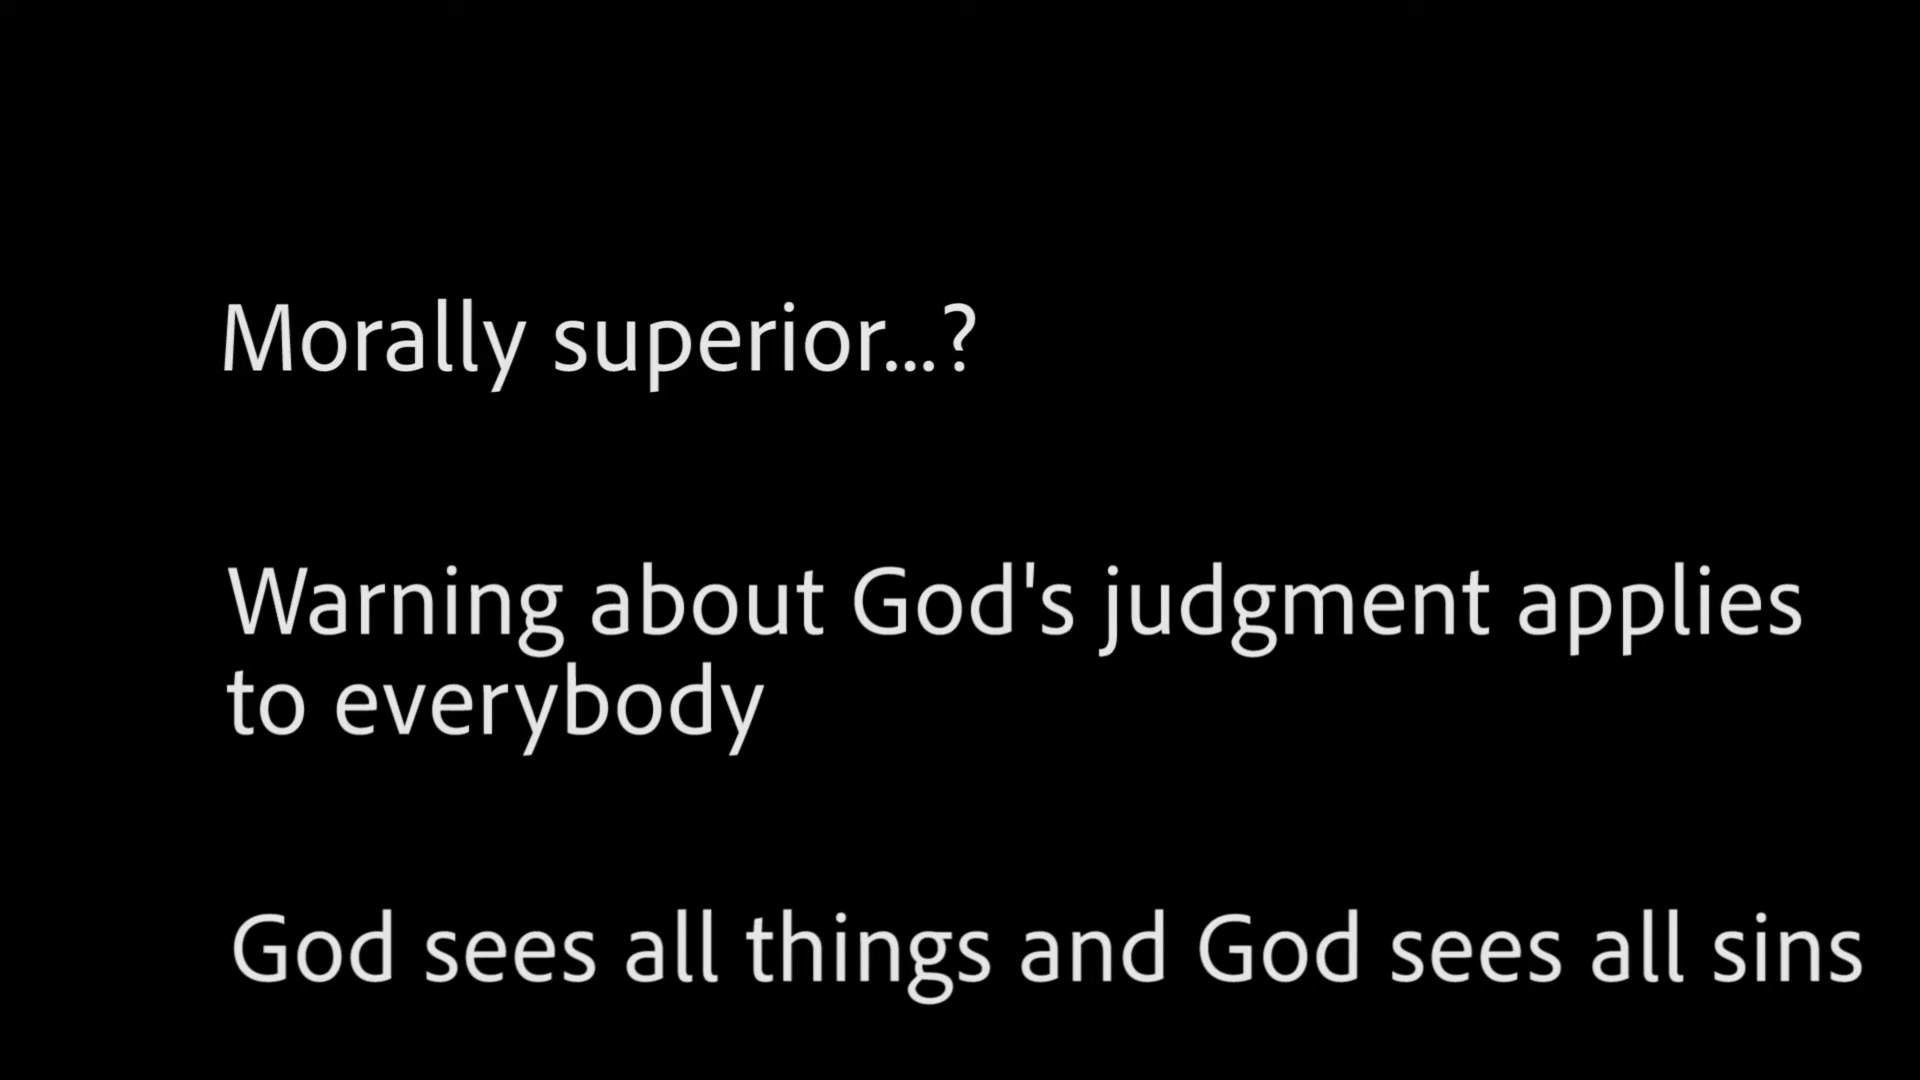 Morally superior...?
Warning about God's judgment applies
to everybody
God sees all things and God sees all sins